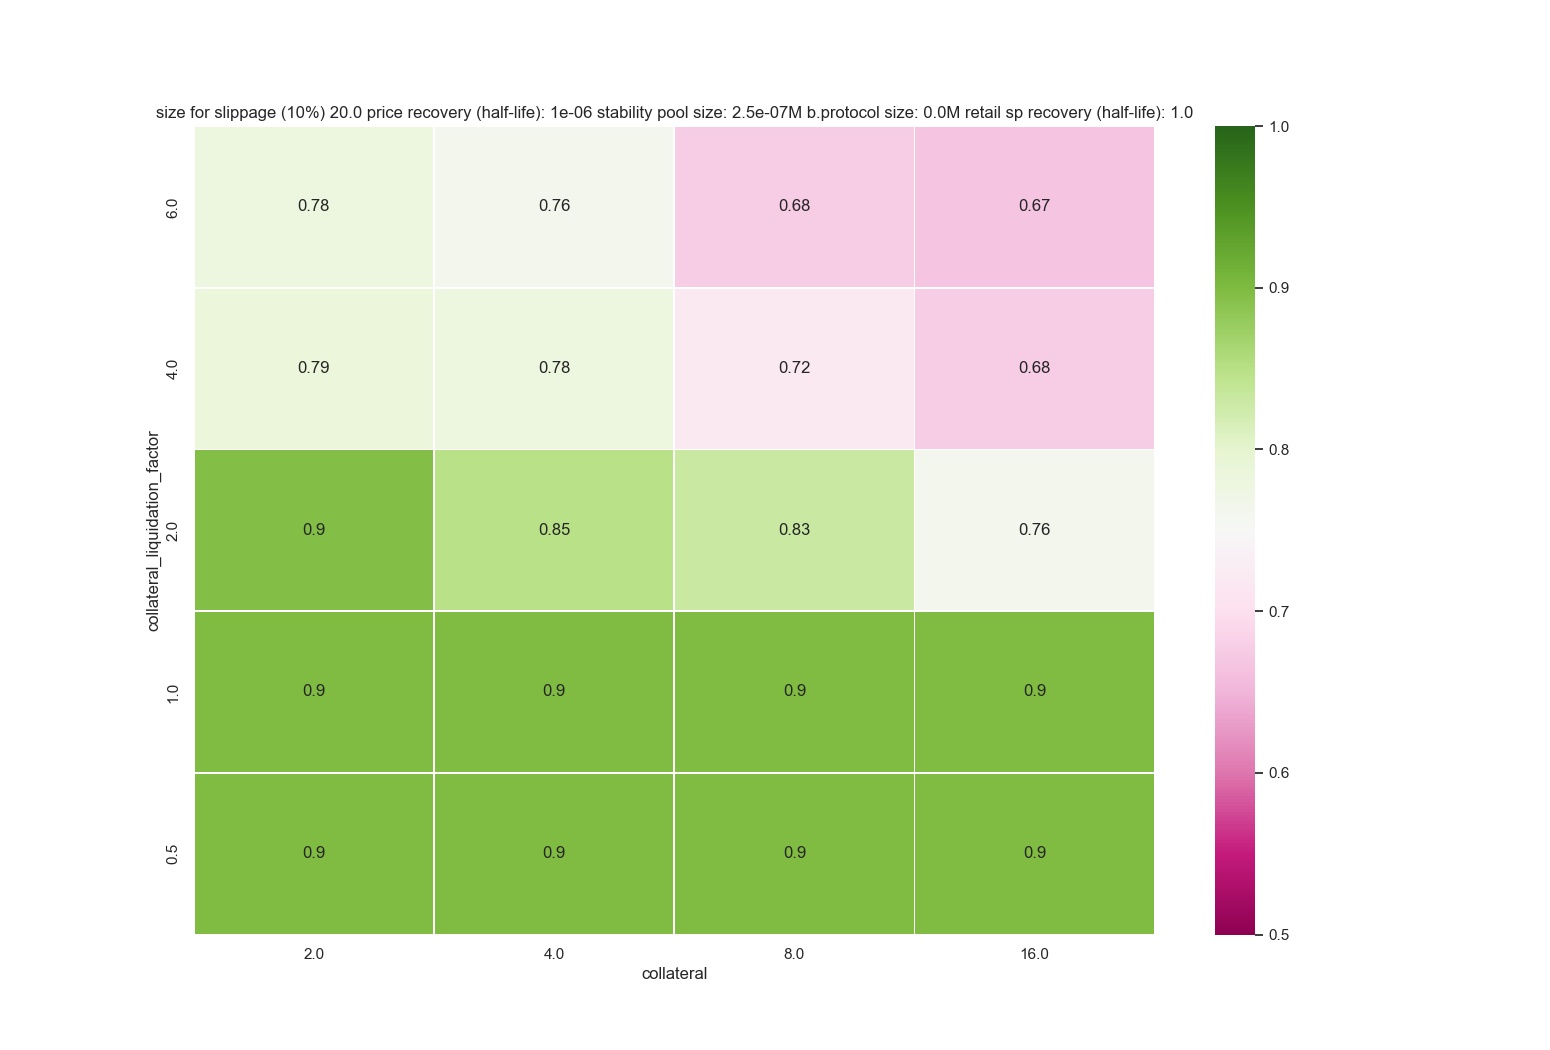 size for slippage (10%) 20.0 price recovery (half-life): 1e-06 stability pool size: 2.5e-07M b.protocol size: 0.0M retail sp recovery (half-life): 1.0
collateral_liquidation_factor
6.0 0.78 0.76 0.68 0.67
4.0 0.79 0.78 0.72 0.68
2.0 0.9 0.85 0.83 0.76
1.0 0.9 0.9 0.9 0.9
0.5 0.9 0.9 0.9 0.9
2.0 4.0 8.0 16.0
collateral
1.0
0.9
0.8
0.7
0.6
0.5